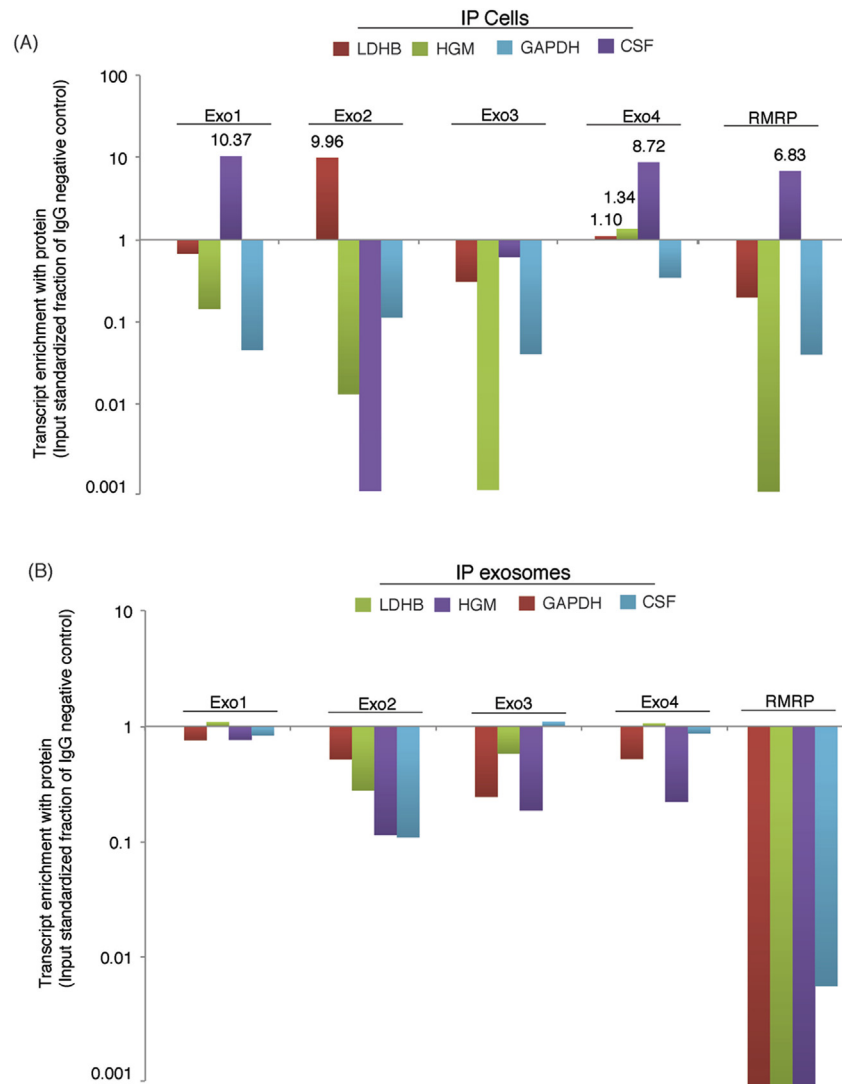 (A)
IP Cells
LDHB HGM GAPDH CSF
Transcript enrichment with protein
(Input standardized fraction of IgG negative control)
100
10
1
0.1
0.01
0.001
Exo1 Exo2 Exo3 Exo4 RMRP
10.37 9.96 1.10 1.34 8.72 6.83
(B)
IP exosomes
LDHB HGM GAPDH CSF
Transcript enrichment with protein
(Input standardized fraction of IgG negative control)
10
1
0.1
0.01
0.001
Exo1 Exo2 Exo3 Exo4 RMRP